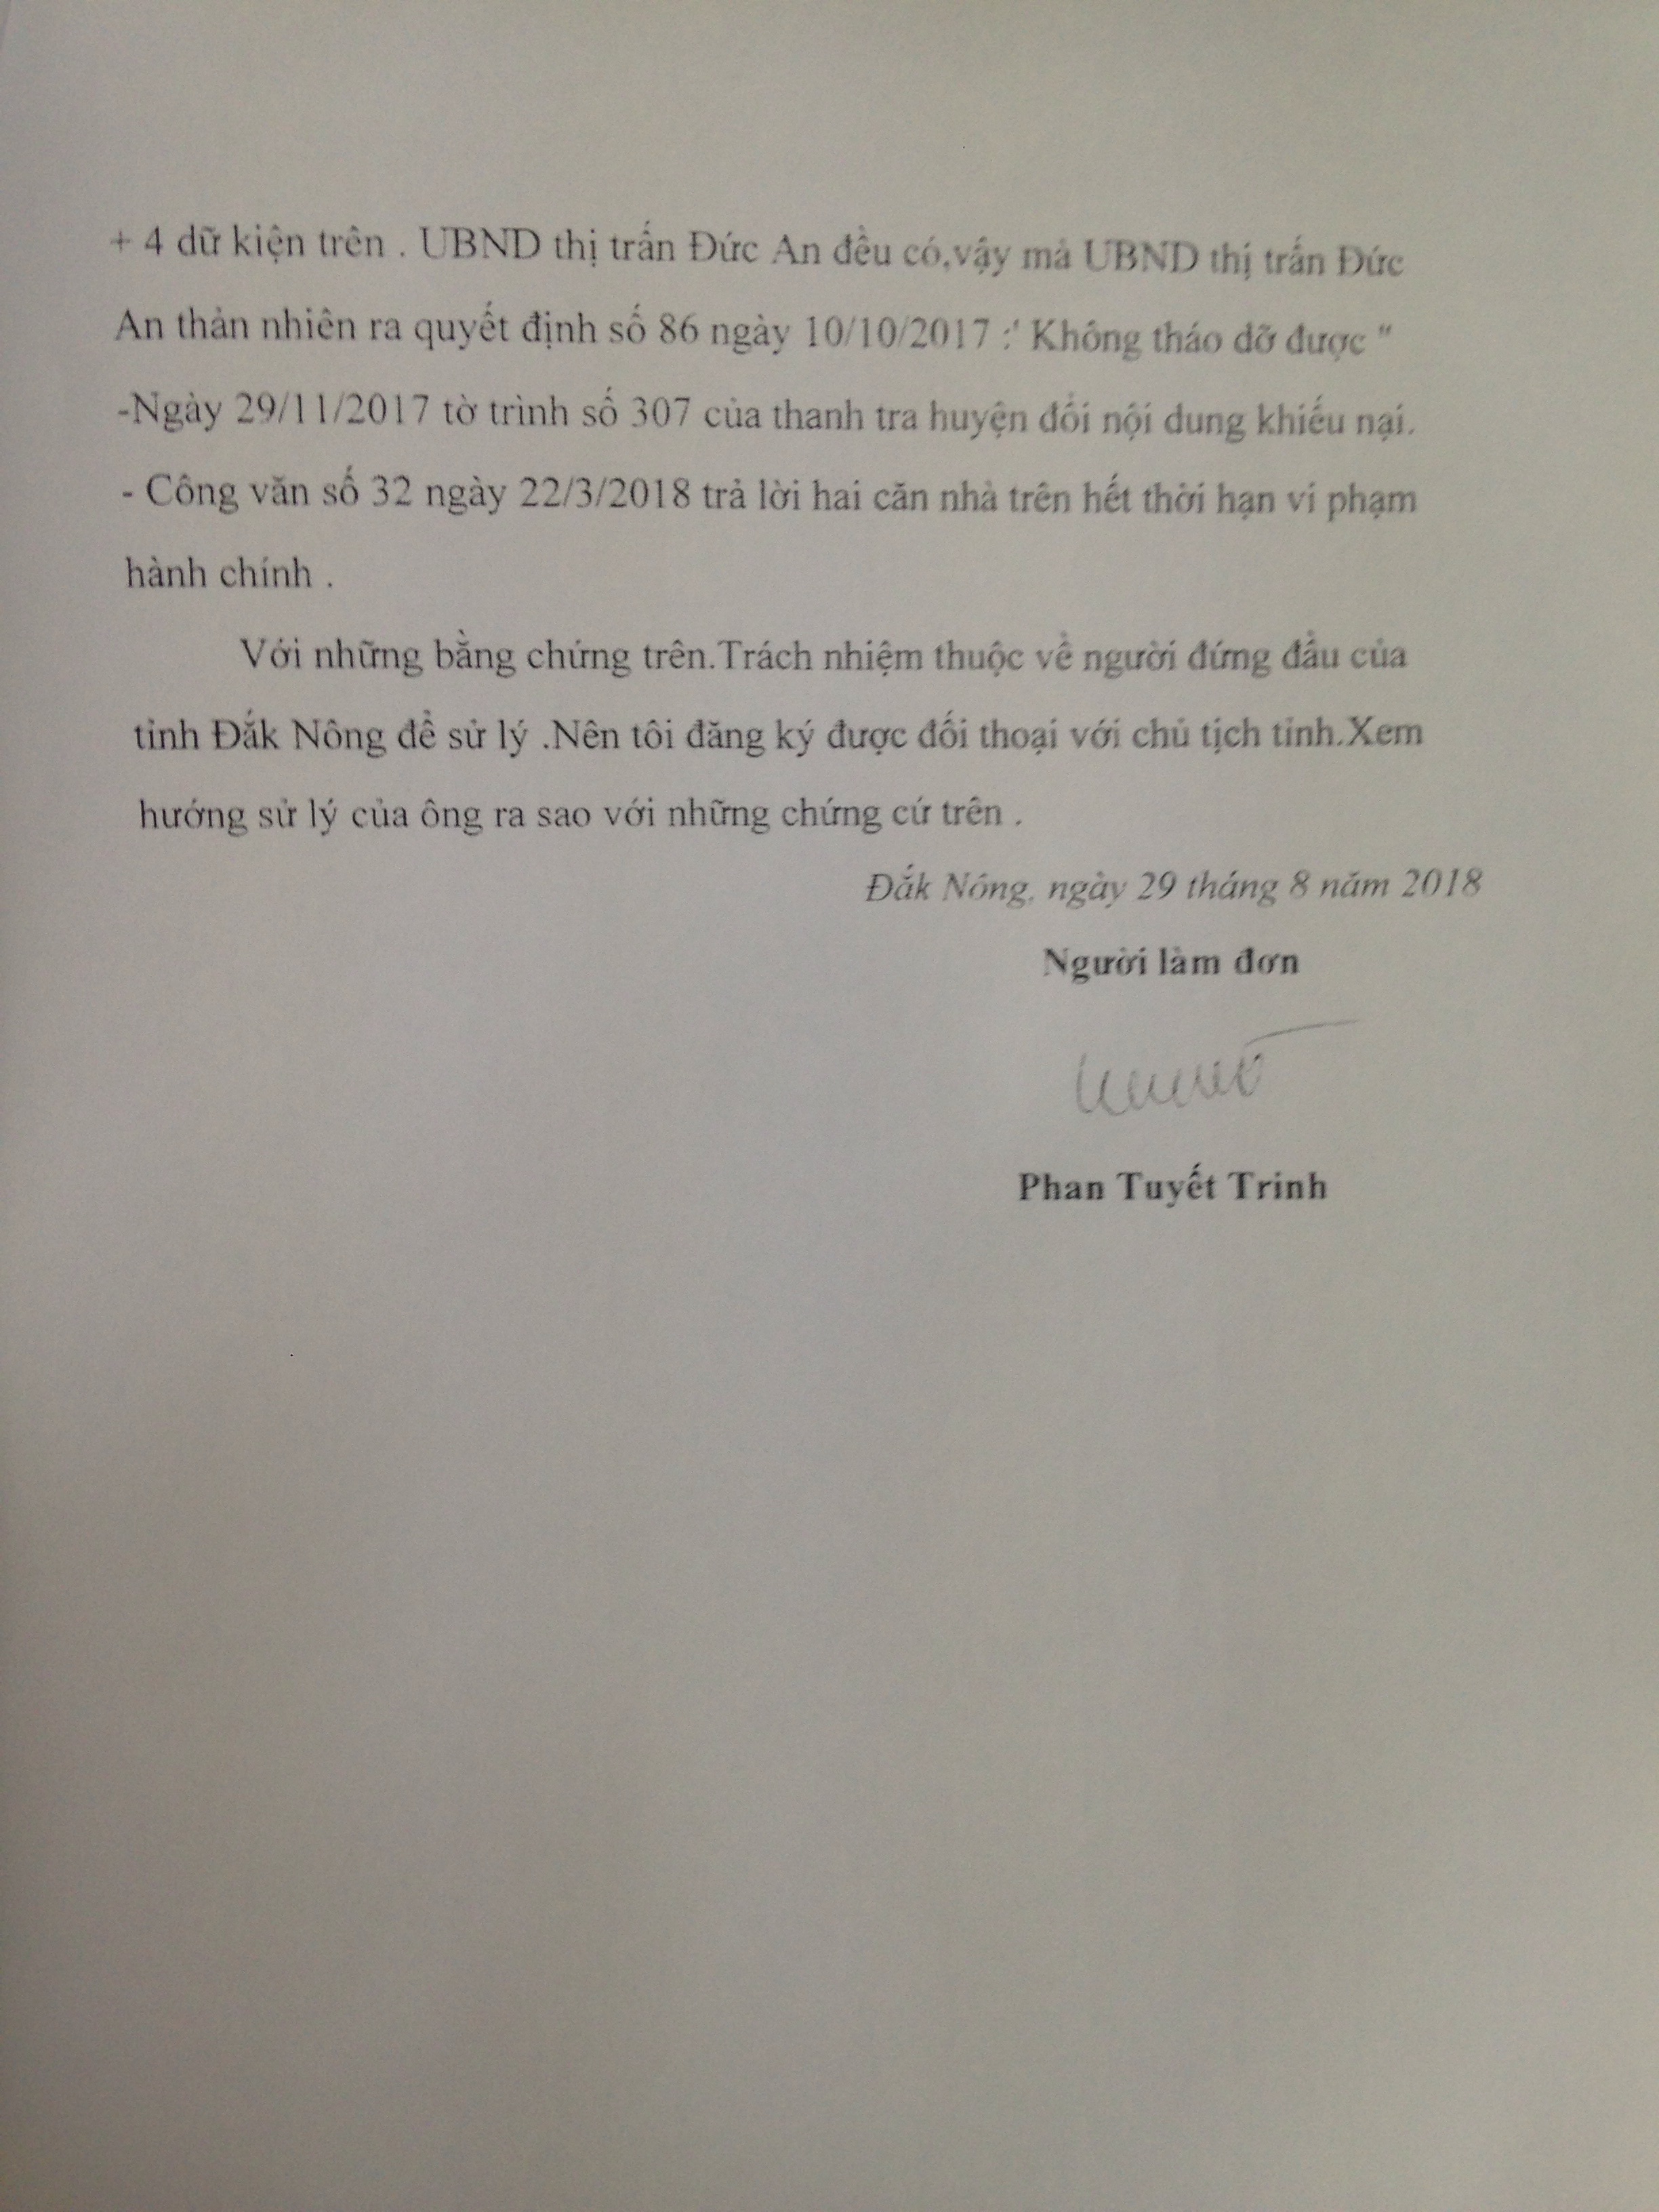 + 4 dữ kiện trên . UBND thị trấn Đức An đều có,vậy mà UBND thị trấn Đức
An thản nhiên ra quyết định số 86 ngày 10/10/2017 :' Không tháo dỡ được "
-Ngày 29/11/2017 tờ trình số 307 của thanh tra huyện đổi nội dung khiếu nại.
- Công văn số 32 ngày 22/3/2018 trả lời hai căn nhà trên hết thời hạn vi phạm
hành chính .
Với những bằng chứng trên.Trách nhiệm thuộc về người đứng đầu của
tỉnh Đắk Nông để sử lý .Nên tôi đăng ký được đối thoại với chủ tịch tỉnh.Xem
hướng sử lý của ông ra sao với những chứng cứ trên .
Đắk Nông, ngày 29 tháng 8 năm 2018
Người làm đơn
Phan Tuyết Trinh